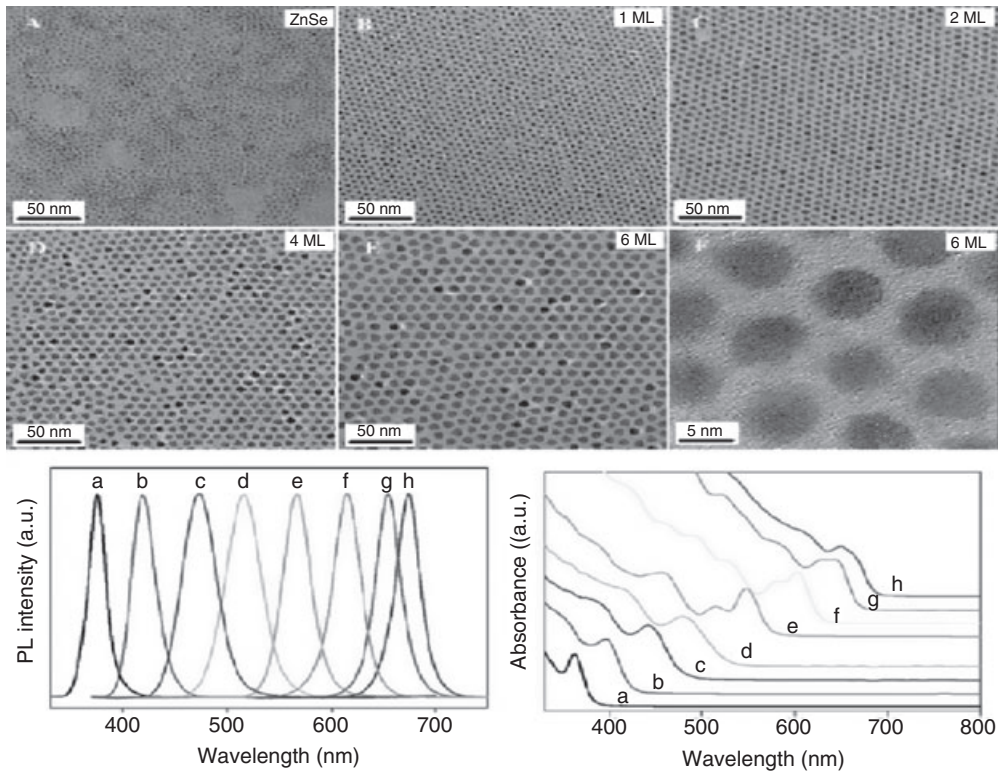 A
ZnSe
50 nm
B
1 ML
50 nm
C
2 ML
50 nm
D
4 ML
50 nm
E
6 ML
50 nm
F
6 ML
5 nm
PL intensity (a.u.)
a b c d e f g h
400 500 600 700
Wavelength (nm)
Absorbance ((a.u.)
h
g
f
e
d
c
b
a
400 500 600 700 800
Wavelength (nm)